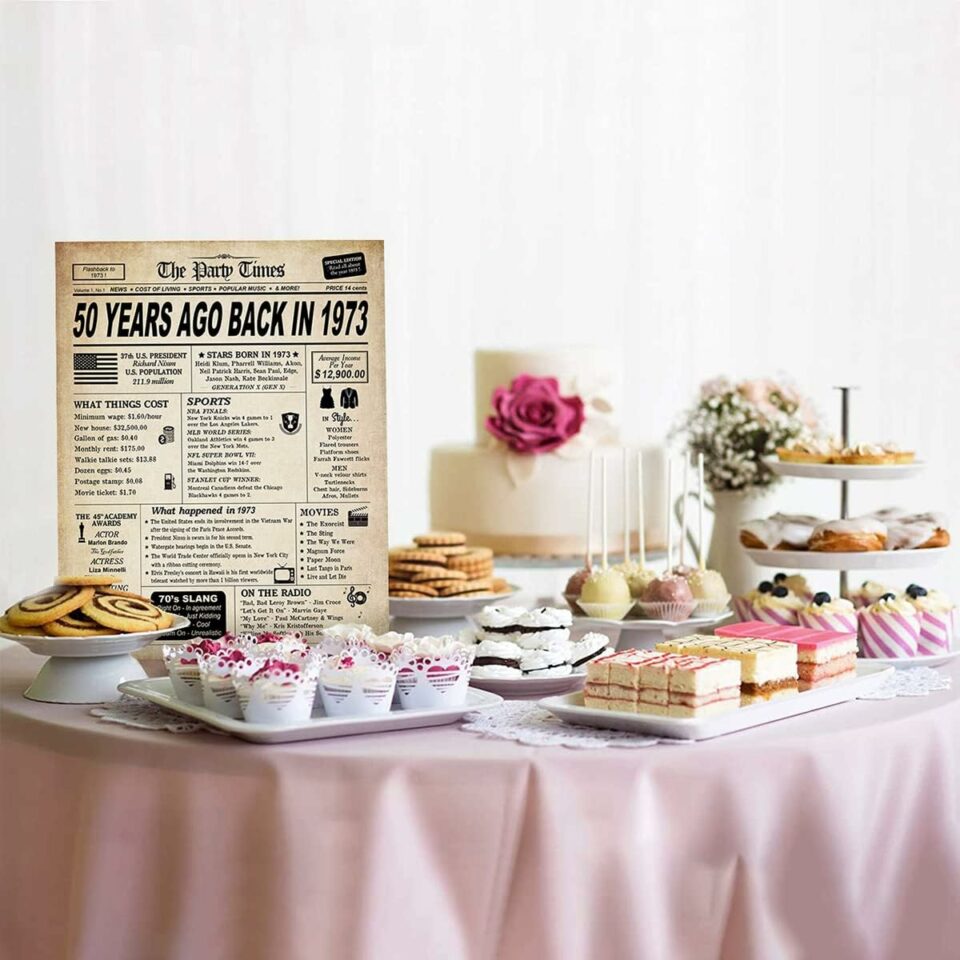 Flashback to
1973!
The Party Times
SPECIAL EDITION
Read all about
the year 1973!
Volume 1, No.1 NEWS ★ COST OF LIVING ★ SPORTS ★ POPULAR MUSIC ★ & MORE! PRICE 14 cents
50 YEARS AGO BACK IN 1973
37th U.S. PRESIDENT
Richard Nixon
U.S. POPULATION
211.9 million
★ STARS BORN IN 1973 ★
Heidi Klum, Pharrell Williams, Akon,
Neil Patrick Harris, Sean Paul, Edge,
Jason Nash, Kate Beckinsale
GENERATION X (GEN X)
Average Income
Per Year
$12,900.00
WHAT THINGS COST
Minimum wage: $1.60/hour
New house: $32,500.00
Gallon of gas: $0.40
Monthly rent: $175.00
Walkie talkie sets: $13.88
Dozen eggs: $0.45
Postage stamp: $0.08
Movie ticket: $1.70
SPORTS
NBA FINALS:
New York Knicks win 4 games to 1
over the Los Angeles Lakers.
MLB WORLD SERIES:
Oakland Athletics win 4 games to 3
over the New York Mets.
NFL SUPER BOWL VII:
Miami Dolphins win 14-7 over
the Washington Redskins.
STANLEY CUP WINNER:
Montreal Canadiens defeat the Chicago
Blackhawks 4 games to 2.
IN Style...
WOMEN
Polyester
Flared trousers
Platform shoes
Farrah Fawcett flicks
MEN
V-neck velour shirts
Turtlenecks
Chest hair, Sideburns
Afros, Mullets
THE 45th ACADEMY
AWARDS
ACTOR
Marlon Brando
The Godfather
ACTRESS
Liza Minnelli
What happened in 1973
★ The United States ends its involvement in the Vietnam War
after the signing of the Paris Peace Accords.
★ President Nixon is sworn in for his second term.
★ Watergate hearings begin in the U.S. Senate.
★ The World Trade Center officially opens in New York City
with a ribbon cutting ceremony.
★ Elvis Presley's concert in Hawaii is his first worldwide
telecast watched by more than 1 billion viewers.
MOVIES
★ The Exorcist
★ The Sting
★ The Way We Were
★ Magnum Force
★ Paper Moon
★ Last Tango in Paris
★ Live and Let Die
70's SLANG
Right On - In agreement
Just Kidding
- Cool
Bum On - Unrealistic
ON THE RADIO
"Bad, Bad Leroy Brown" - Jim Croce
"Let's Get It On" - Marvin Gaye
"My Love" - Paul McCartney & Wings
"Why Me" - Kris Kristofferson